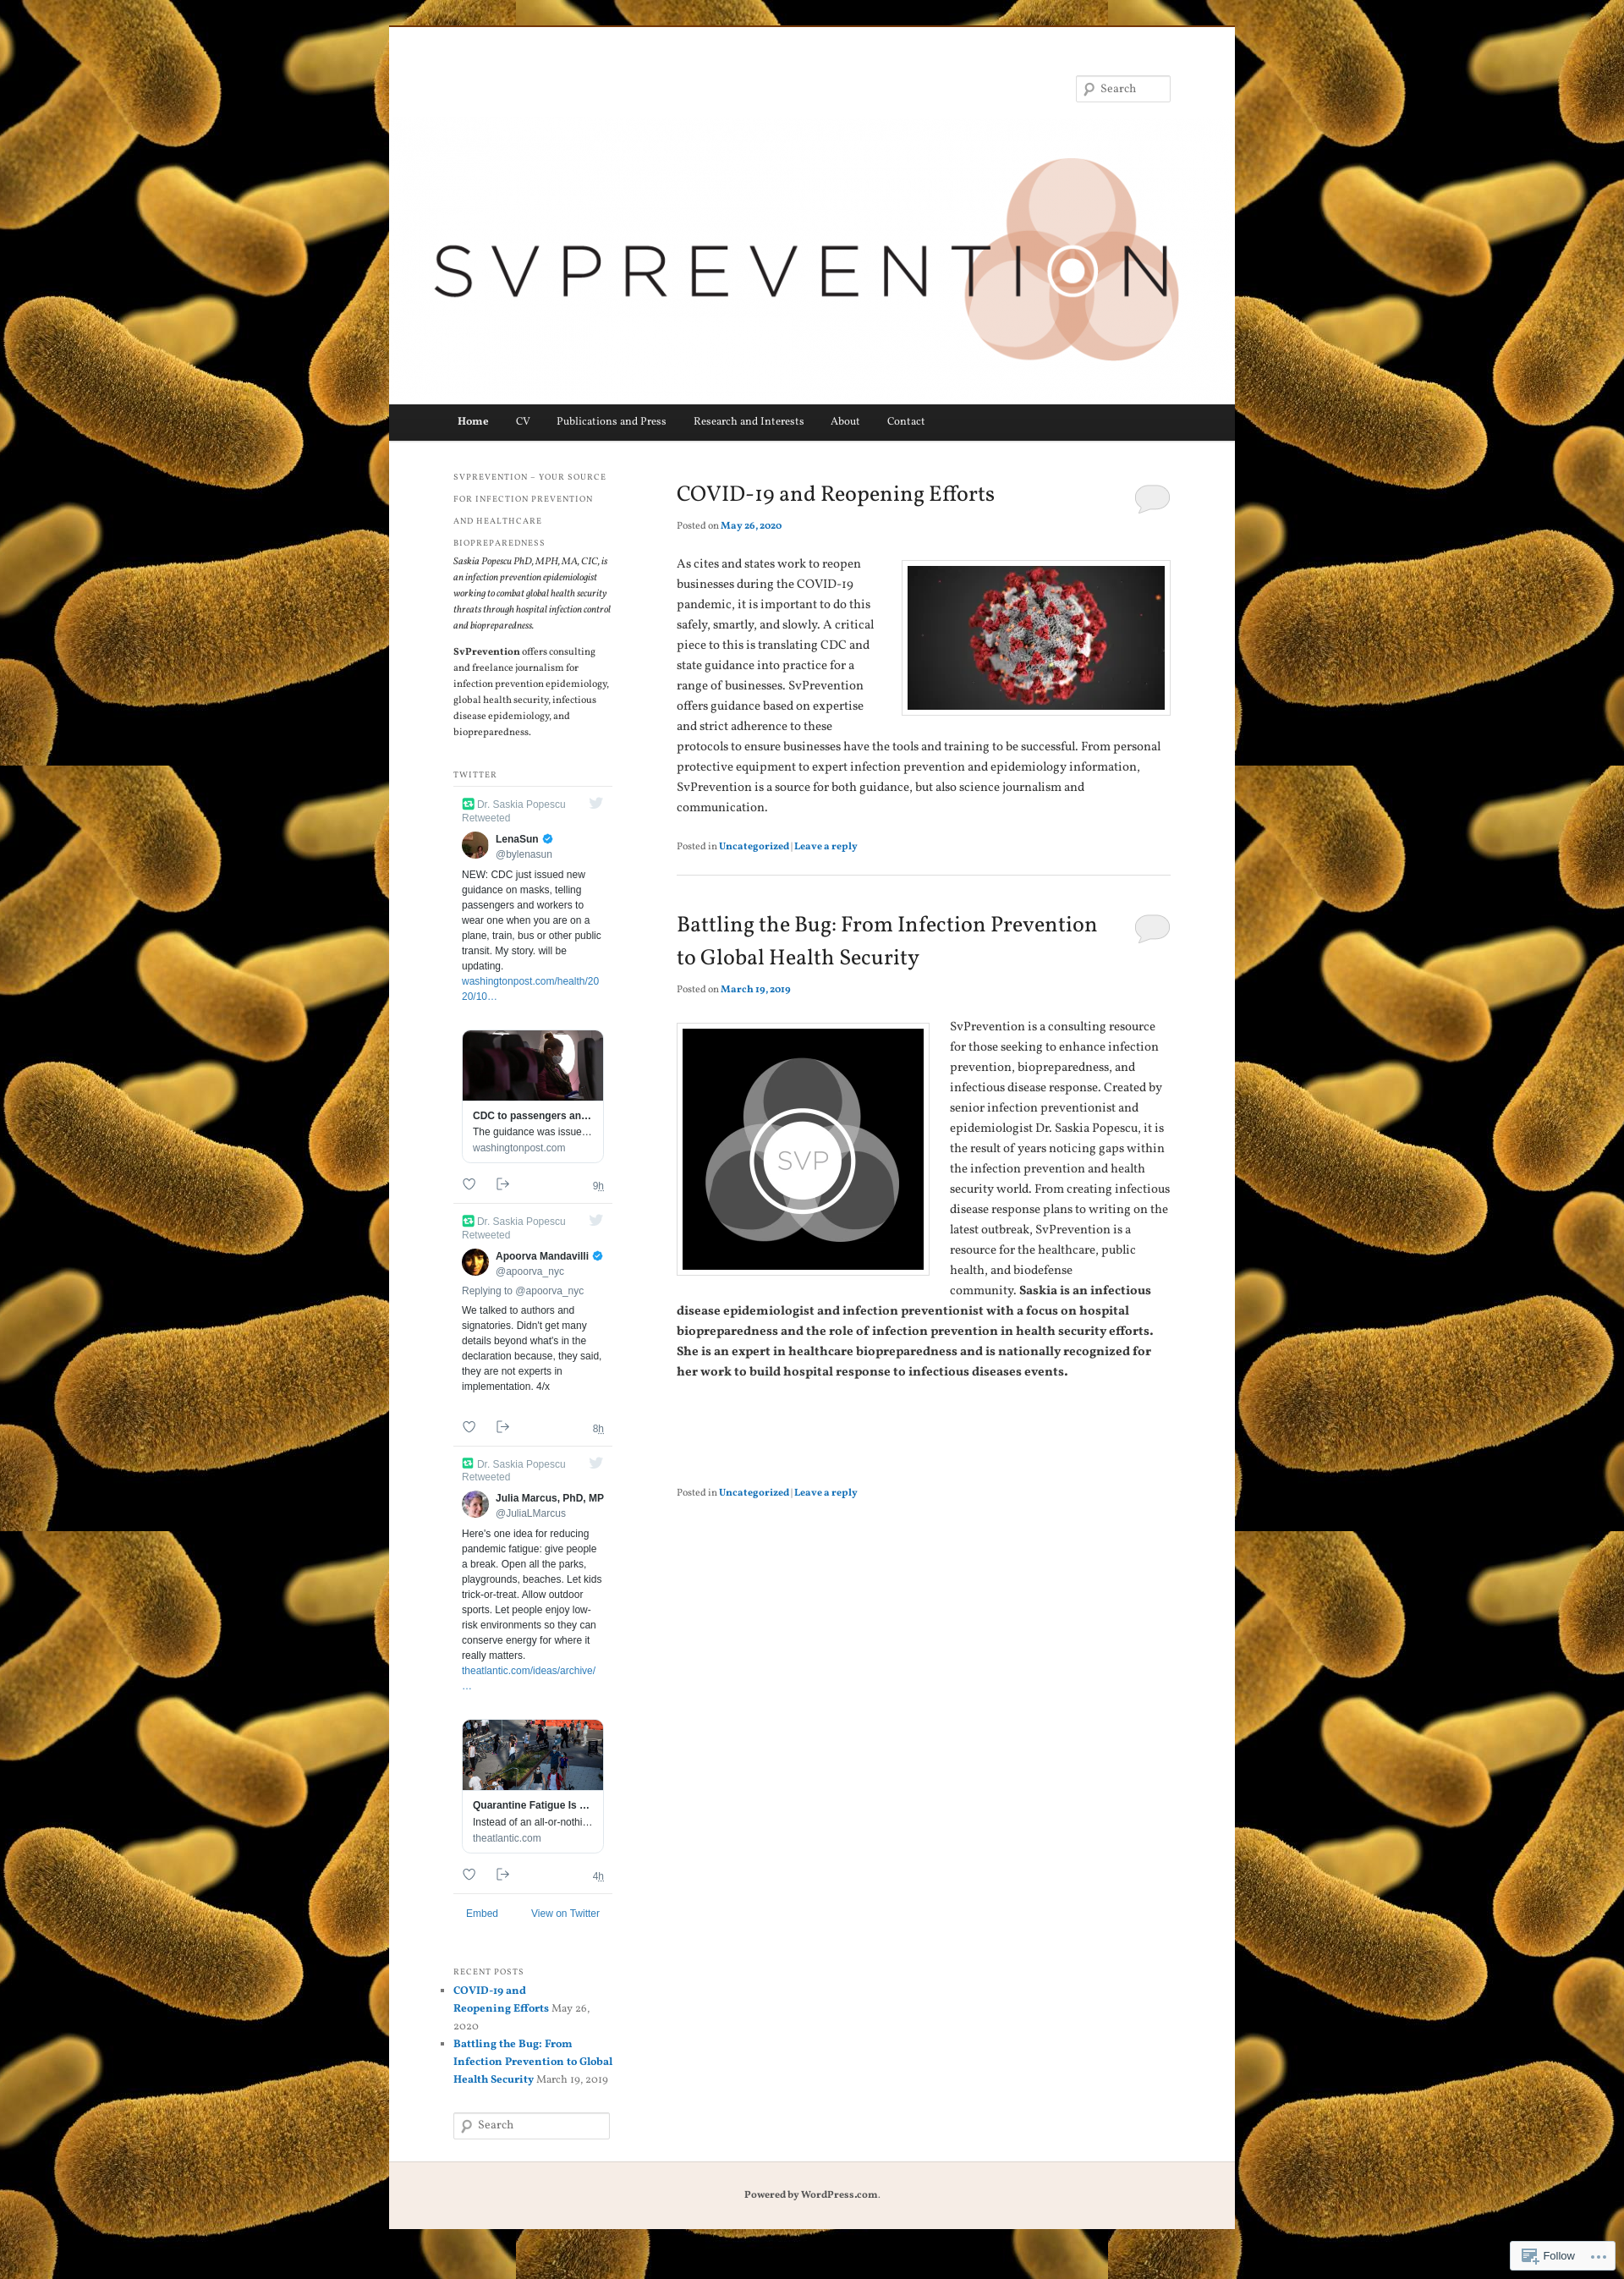 Search
SVPREVENTION
Home CV Publications and Press Research and Interests About Contact
SVPREVENTION – YOUR SOURCE
FOR INFECTION PREVENTION
AND HEALTHCARE
BIOPREPAREDNESS
Saskia Popescu PhD, MPH, MA, CIC, is
an infection prevention epidemiologist
working to combat global health security
threats through hospital infection control
and biopreparedness.
SvPrevention offers consulting
and freelance journalism for
infection prevention epidemiology,
global health security, infectious
disease epidemiology, and
biopreparedness.
TWITTER
Dr. Saskia Popescu
Retweeted
LenaSun
@bylenasun
NEW: CDC just issued new
guidance on masks, telling
passengers and workers to
wear one when you are on a
plane, train, bus or other public
transit. My story. will be
updating.
washingtonpost.com/health/20
20/10…
CDC to passengers an…
The guidance was issue…
washingtonpost.com
9h
Dr. Saskia Popescu
Retweeted
Apoorva Mandavilli
@apoorva_nyc
Replying to @apoorva_nyc
We talked to authors and
signatories. Didn't get many
details beyond what's in the
declaration because, they said,
they are not experts in
implementation. 4/x
8h
Dr. Saskia Popescu
Retweeted
Julia Marcus, PhD, MP
@JuliaLMarcus
Here's one idea for reducing
pandemic fatigue: give people
a break. Open all the parks,
playgrounds, beaches. Let kids
trick-or-treat. Allow outdoor
sports. Let people enjoy low-
risk environments so they can
conserve energy for where it
really matters.
theatlantic.com/ideas/archive/
…
Quarantine Fatigue Is …
Instead of an all-or-nothi…
theatlantic.com
4h
Embed View on Twitter
RECENT POSTS
COVID-19 and
Reopening Efforts May 26,
2020
Battling the Bug: From
Infection Prevention to Global
Health Security March 19, 2019
Search
COVID-19 and Reopening Efforts
Posted on May 26, 2020
As cites and states work to reopen
businesses during the COVID-19
pandemic, it is important to do this
safely, smartly, and slowly. A critical
piece to this is translating CDC and
state guidance into practice for a
range of businesses. SvPrevention
offers guidance based on expertise
and strict adherence to these
protocols to ensure businesses have the tools and training to be successful. From personal
protective equipment to expert infection prevention and epidemiology information,
SvPrevention is a source for both guidance, but also science journalism and
communication.
Posted in Uncategorized | Leave a reply
Battling the Bug: From Infection Prevention
to Global Health Security
Posted on March 19, 2019
SVP
SvPrevention is a consulting resource
for those seeking to enhance infection
prevention, biopreparedness, and
infectious disease response. Created by
senior infection preventionist and
epidemiologist Dr. Saskia Popescu, it is
the result of years noticing gaps within
the infection prevention and health
security world. From creating infectious
disease response plans to writing on the
latest outbreak, SvPrevention is a
resource for the healthcare, public
health, and biodefense
community. Saskia is an infectious
disease epidemiologist and infection preventionist with a focus on hospital
biopreparedness and the role of infection prevention in health security efforts.
She is an expert in healthcare biopreparedness and is nationally recognized for
her work to build hospital response to infectious diseases events.
Posted in Uncategorized | Leave a reply
Powered by WordPress.com.
Follow